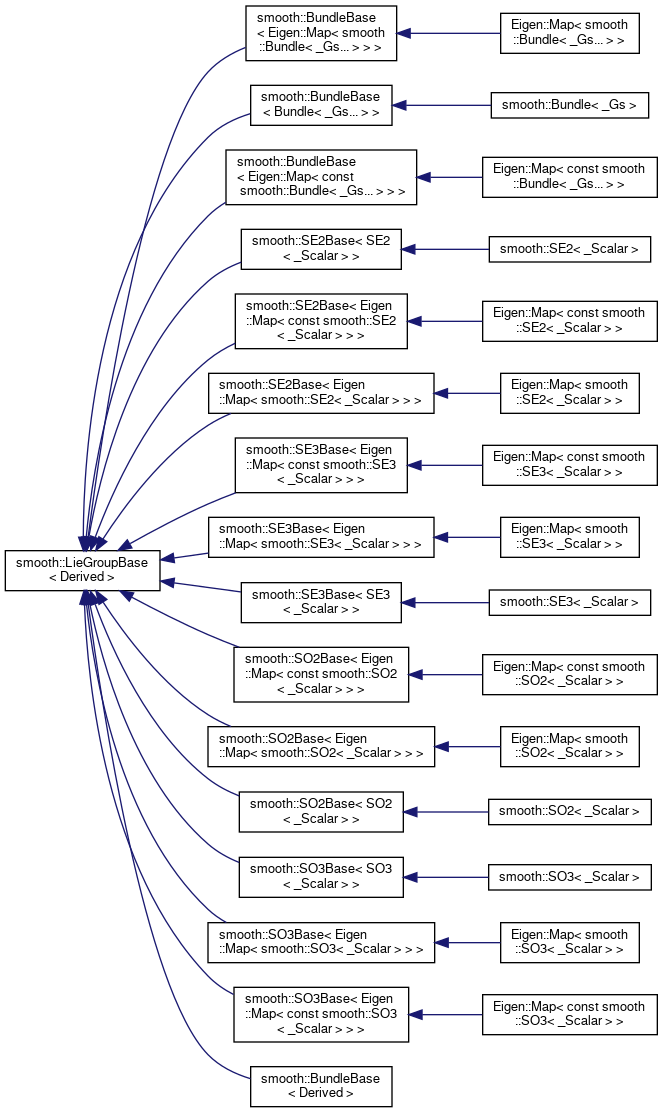 smooth::BundleBase
< Eigen::Map< smooth
::Bundle< _Gs... > > >
Eigen::Map< smooth
::Bundle< _Gs... > >
smooth::BundleBase
< Bundle< _Gs... > >
smooth::Bundle< _Gs >
smooth::BundleBase
< Eigen::Map< const
smooth::Bundle< _Gs... > > >
Eigen::Map< const smooth
::Bundle< _Gs... > >
smooth::SE2Base< SE2
< _Scalar > >
smooth::SE2< _Scalar >
smooth::SE2Base< Eigen
::Map< const smooth::SE2
< _Scalar > > >
Eigen::Map< const smooth
::SE2< _Scalar > >
smooth::SE2Base< Eigen
::Map< smooth::SE2< _Scalar > > >
Eigen::Map< smooth
::SE2< _Scalar > >
smooth::SE3Base< Eigen
::Map< const smooth::SE3
< _Scalar > > >
Eigen::Map< const smooth
::SE3< _Scalar > >
smooth::SE3Base< Eigen
::Map< smooth::SE3< _Scalar > > >
Eigen::Map< smooth
::SE3< _Scalar > >
smooth::LieGroupBase
< Derived >
smooth::SE3Base< SE3
< _Scalar > >
smooth::SE3< _Scalar >
smooth::SO2Base< Eigen
::Map< const smooth::SO2
< _Scalar > > >
Eigen::Map< const smooth
::SO2< _Scalar > >
smooth::SO2Base< Eigen
::Map< smooth::SO2< _Scalar > > >
Eigen::Map< smooth
::SO2< _Scalar > >
smooth::SO2Base< SO2
< _Scalar > >
smooth::SO2< _Scalar >
smooth::SO3Base< SO3
< _Scalar > >
smooth::SO3< _Scalar >
smooth::SO3Base< Eigen
::Map< smooth::SO3< _Scalar > > >
Eigen::Map< smooth
::SO3< _Scalar > >
smooth::SO3Base< Eigen
::Map< const smooth::SO3
< _Scalar > > >
Eigen::Map< const smooth
::SO3< _Scalar > >
smooth::BundleBase
< Derived >